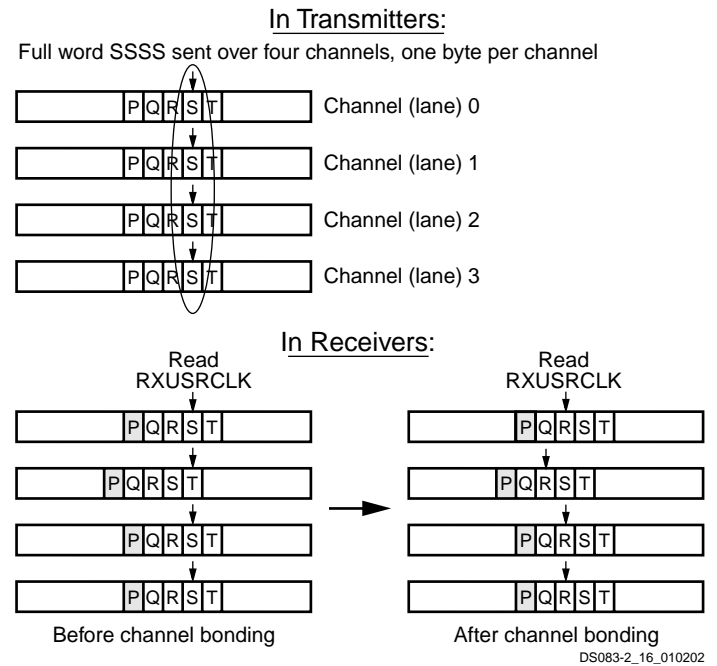 In Transmitters:
Full word SSSS sent over four channels, one byte per channel
P Q R S T Channel (lane) 0
P Q R S T Channel (lane) 1
P Q R S T Channel (lane) 2
P Q R S T Channel (lane) 3
In Receivers:
Read
RXUSRCLK
P Q R S T
P Q R S T
P Q R S T
P Q R S T
Before channel bonding
Read
RXUSRCLK
P Q R S T
P Q R S T
P Q R S T
P Q R S T
After channel bonding
DS083-2_16_010202